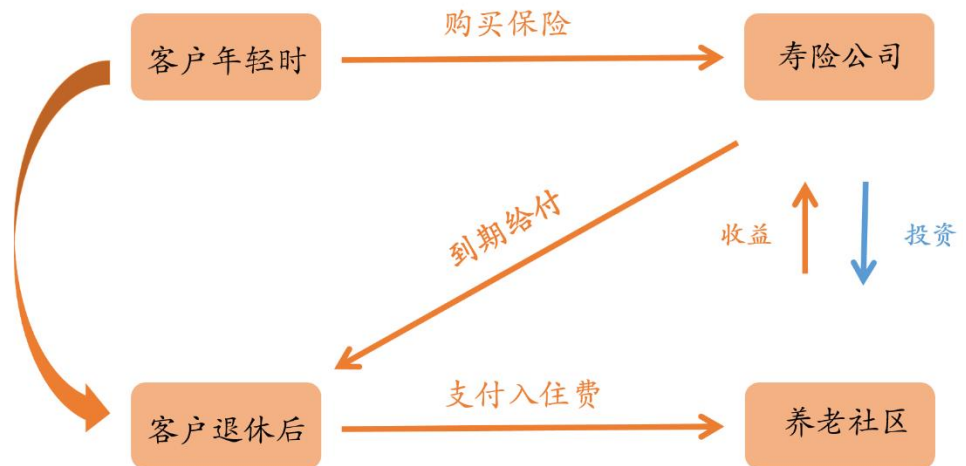 购买保险
客户年轻时
寿险公司
到期给付
收益
投资
支付入住费
客户退休后
养老社区